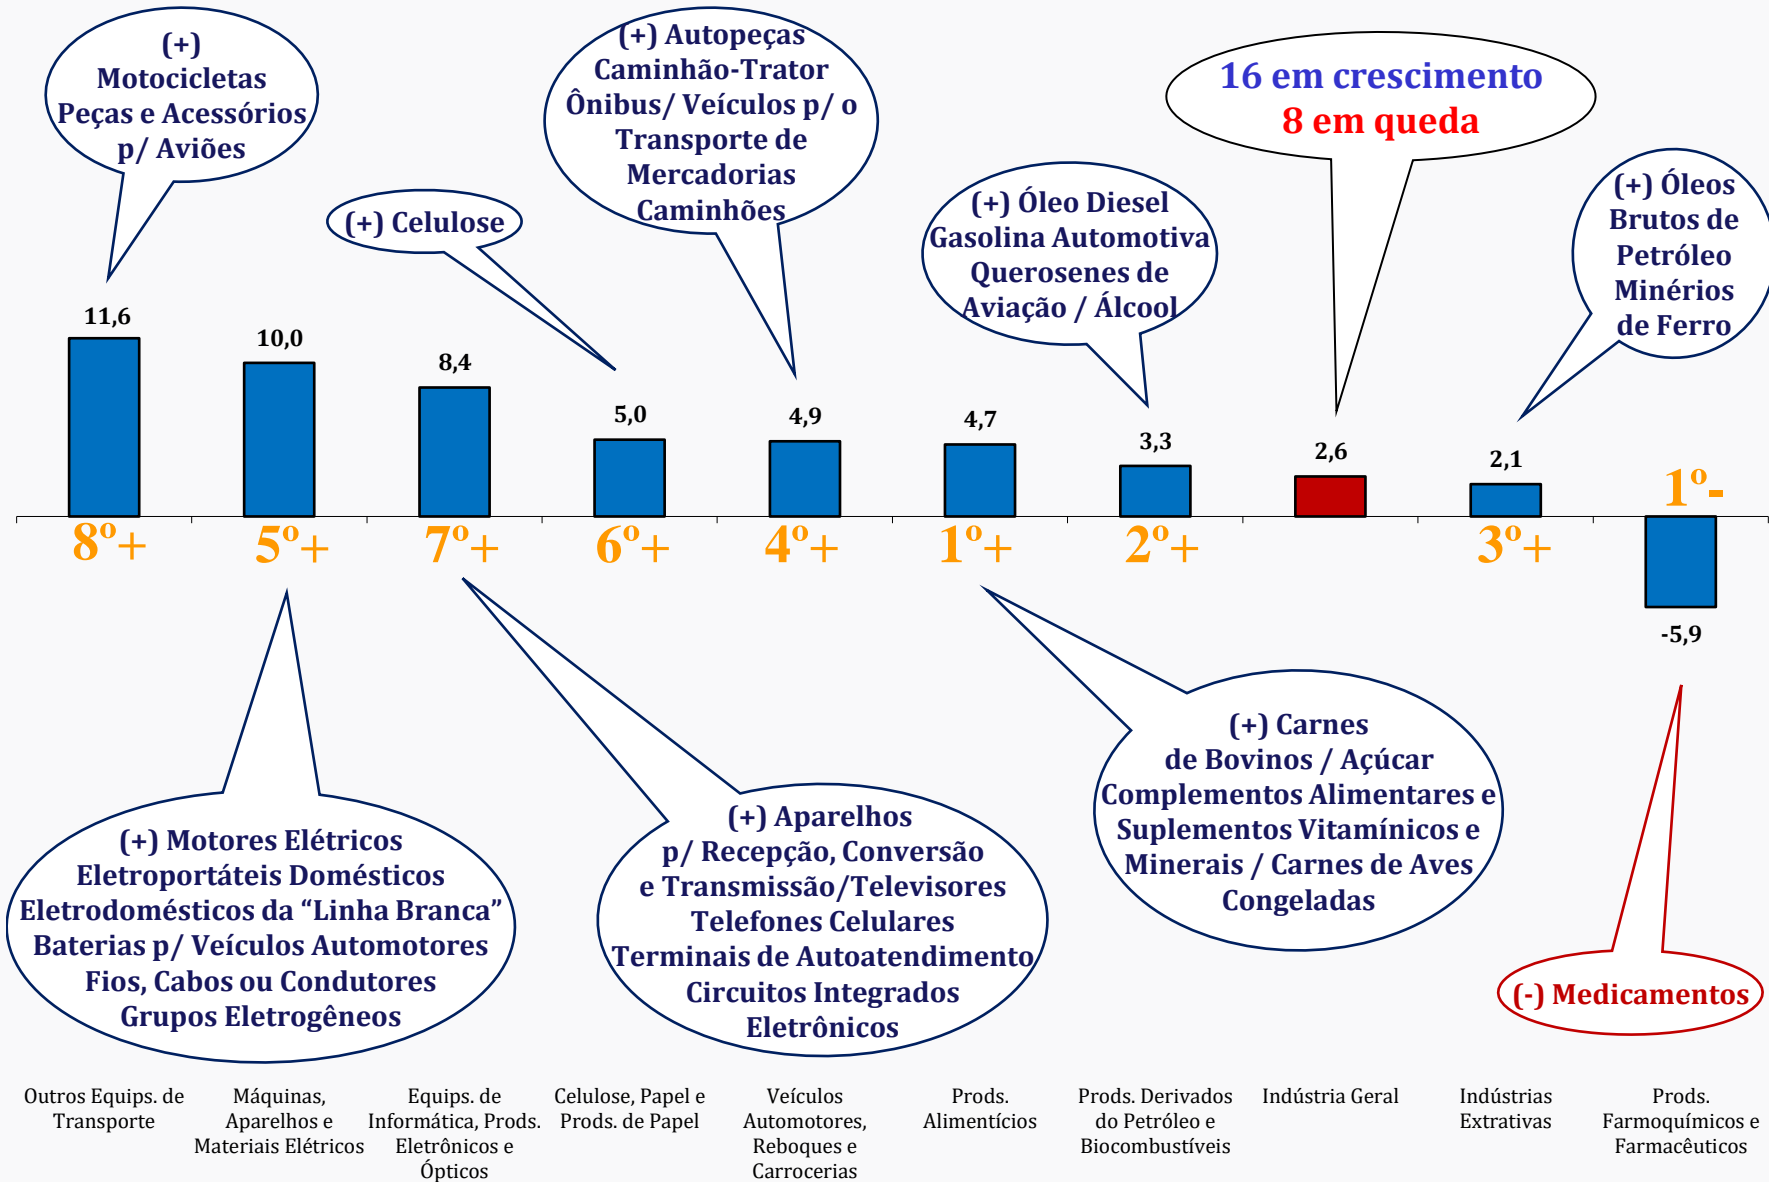 (+)
Motocicletas
Peças e Acessórios
p/ Aviões
(+) Celulose
(+) Autopeças
Caminhão-Trator
Ônibus/ Veículos p/ o
Transporte de
Mercadorias
Caminhões
(+) Óleo Diesel
Gasolina Automotiva
Querosenes de
Aviação / Álcool
16 em crescimento
8 em queda
(+) Óleos
Brutos de
Petróleo
Minérios
de Ferro
11,6
10,0
8,4
5,0
4,9
4,7
3,3
2,6
2,1
-5,9
8º+
5º+
7º+
6º+
4º+
1º+
2º+
3º+
1º-
(+) Motores Elétricos
Eletroportáteis Domésticos
Eletrodomésticos da “Linha Branca”
Baterias p/ Veículos Automotores
Fios, Cabos ou Condutores
Grupos Eletrogêneos
(+) Aparelhos
p/ Recepção, Conversão
e Transmissão/Televisores
Telefones Celulares
Terminais de Autoatendimento
Circuitos Integrados
Eletrônicos
(+) Carnes
de Bovinos / Açúcar
Complementos Alimentares e
Suplementos Vitamínicos e
Minerais / Carnes de Aves
Congeladas
(-) Medicamentos
Outros Equips. de
Transporte
Máquinas,
Aparelhos e
Materiais Elétricos
Equips. de
Informática, Prods.
Eletrônicos e
Ópticos
Celulose, Papel e
Prods. de Papel
Veículos
Automotores,
Reboques e
Carrocerias
Prods.
Alimentícios
Prods. Derivados
do Petróleo e
Biocombustíveis
Indústria Geral
Indústrias
Extrativas
Prods.
Farmoquímicos e
Farmacêuticos